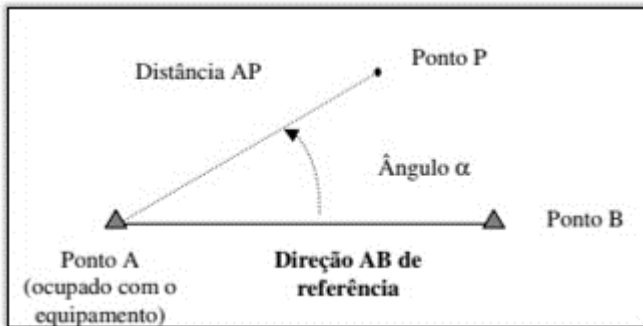 Distância AP
Ponto P
Ângulo α
Ponto B
Ponto A
(ocupado com o
equipamento)
Direção AB de
referência